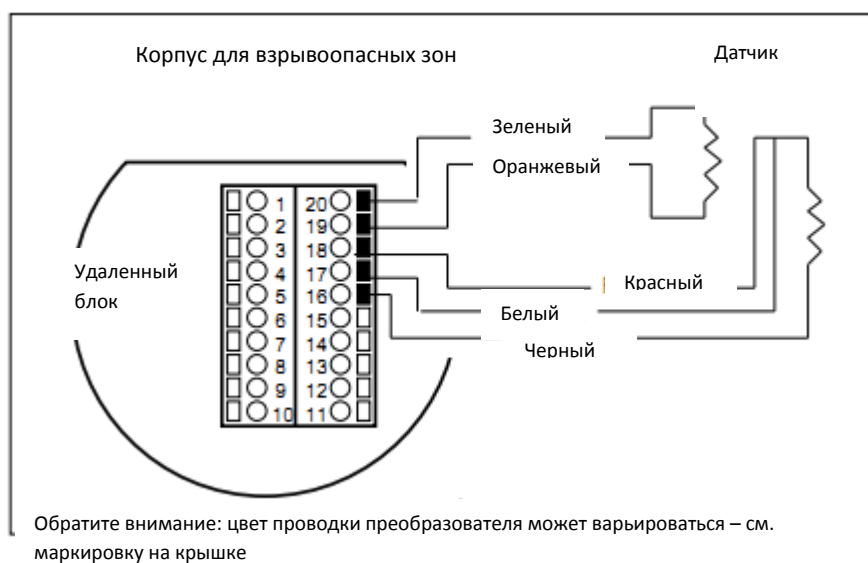 Корпус для взрывоопасных зон
Датчик
Зеленый
Оранжевый
1 20
2 19
3 18
4 17
5 16
6 15
7 14
8 13
9 12
10 11
Удаленный
блок
Красный
Белый
Черный
Обратите внимание: цвет проводки преобразователя может варьироваться – см.
маркировку на крышке